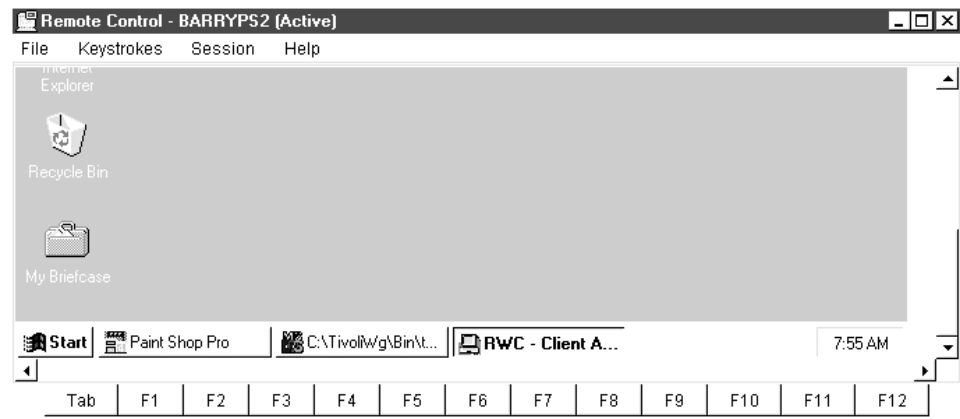 Remote Control - BARRYPS2 (Active)
File Keystrokes Session Help
Internet
Explorer
Recycle Bin
My Briefcase
Start Paint Shop Pro C:\TivoliWg\Bin\t... RWC - Client A... 7:55 AM
Tab F1 F2 F3 F4 F5 F6 F7 F8 F9 F10 F11 F12